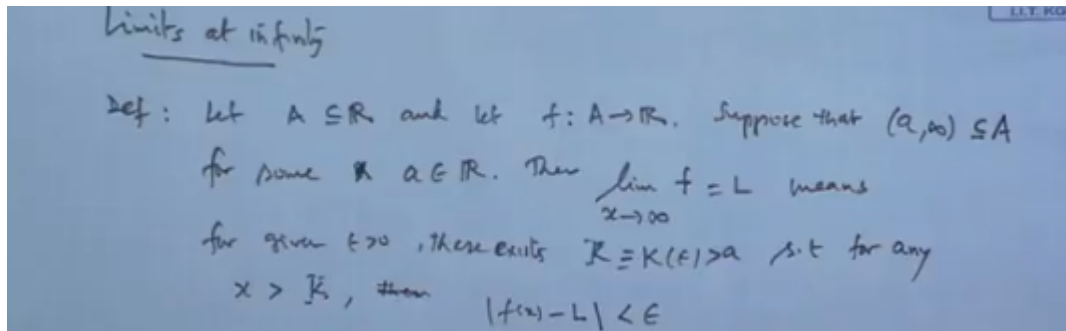 Limits at infinity
I.I.T. KG
Def : Let A ⊆ ℝ and let f : A → ℝ. Suppose that (a,∞) ⊆ A
for some a ∈ ℝ. Then lim f = L means
x→∞
for given ε>0, there exists K ≡ K(ε)>a s.t for any
x > K, then
|f(x) - L| < ε